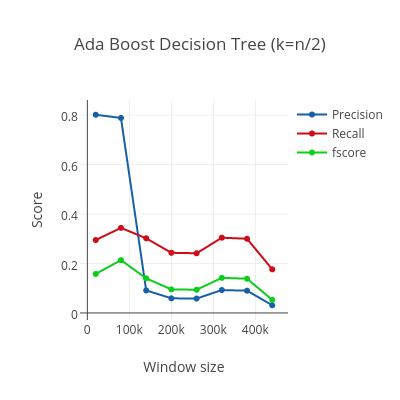 Ada Boost Decision Tree (k=n/2)
Precision
Recall
fscore
0.8
0.6
0.4
0.2
0
Score
0 100k 200k 300k 400k
Window size